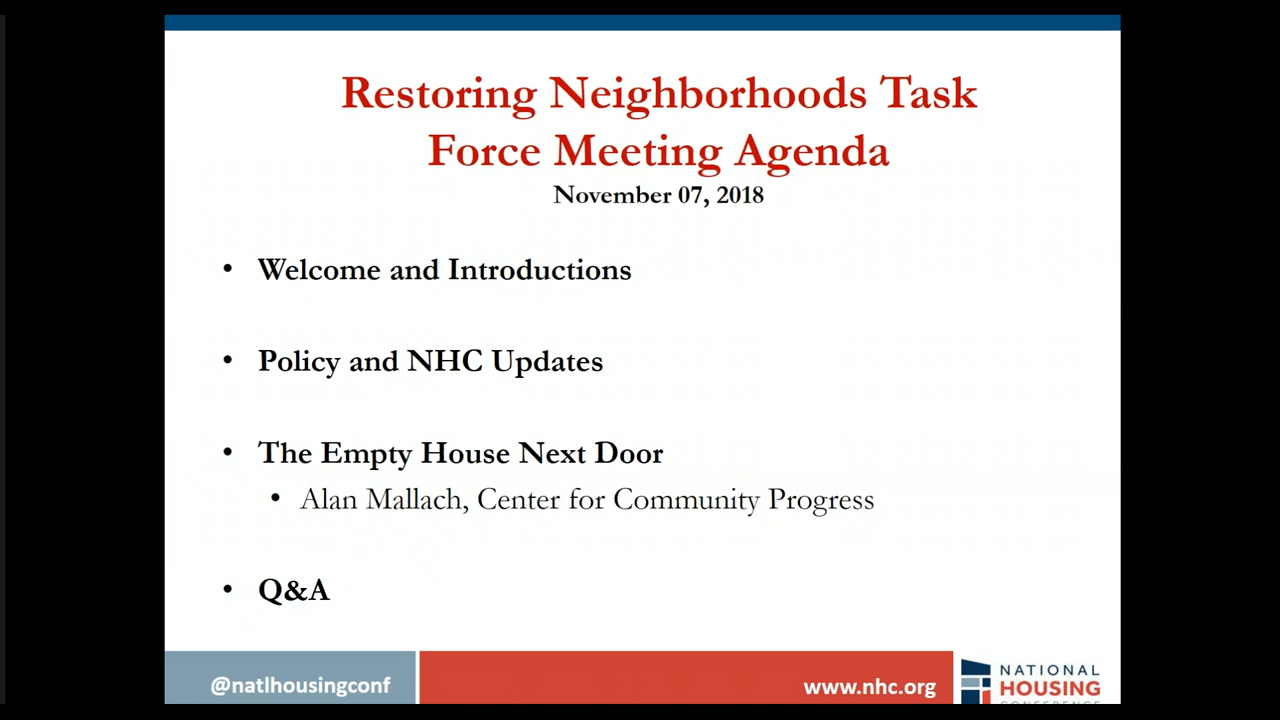 Restoring Neighborhoods Task
Force Meeting Agenda
November 07, 2018
• Welcome and Introductions
• Policy and NHC Updates
• The Empty House Next Door
• Alan Mallach, Center for Community Progress
• Q&A
@natlhousingconf
www.nhc.org
NATIONAL
HOUSING
CONFERENCE